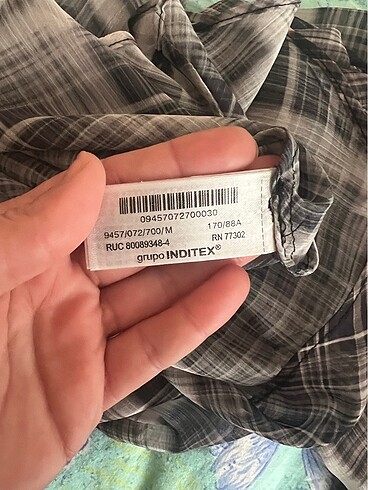 09457072700030
9457/072/700/M 170/88A
RUC 80089348-4 RN 77302
grupo INDITEX®